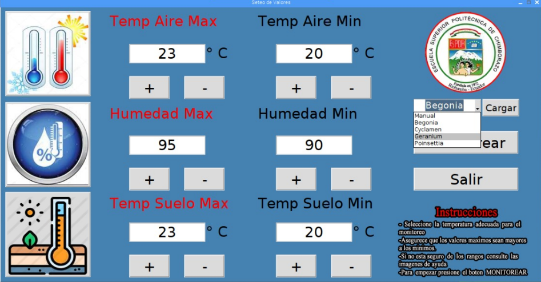 Seteo de Valores
Temp Aire Max
Temp Aire Min
23 ° C
20 ° C
+ -
+ -
Humedad Max
Humedad Min
95
90
+ -
+ -
Temp Suelo Max
Temp Suelo Min
23 ° C
20 ° C
+ -
+ -
%
ESCUELA SUPERIOR POLITÉCNICA DE CHIMBORAZO
Begonia
Cargar
Manual
Begonia
Cyclamen
Geranium
Poinsettia
ear
Salir
Instrucciones
- Seleccione la temperatura adecuada para el
monitoreo
-Asegurece que los valores maximos sean mayores
a los minimos.
-Si no esta seguro de los rangos consulte las
imagenes de ayuda
-Para empezar presione el boton MONITOREAR